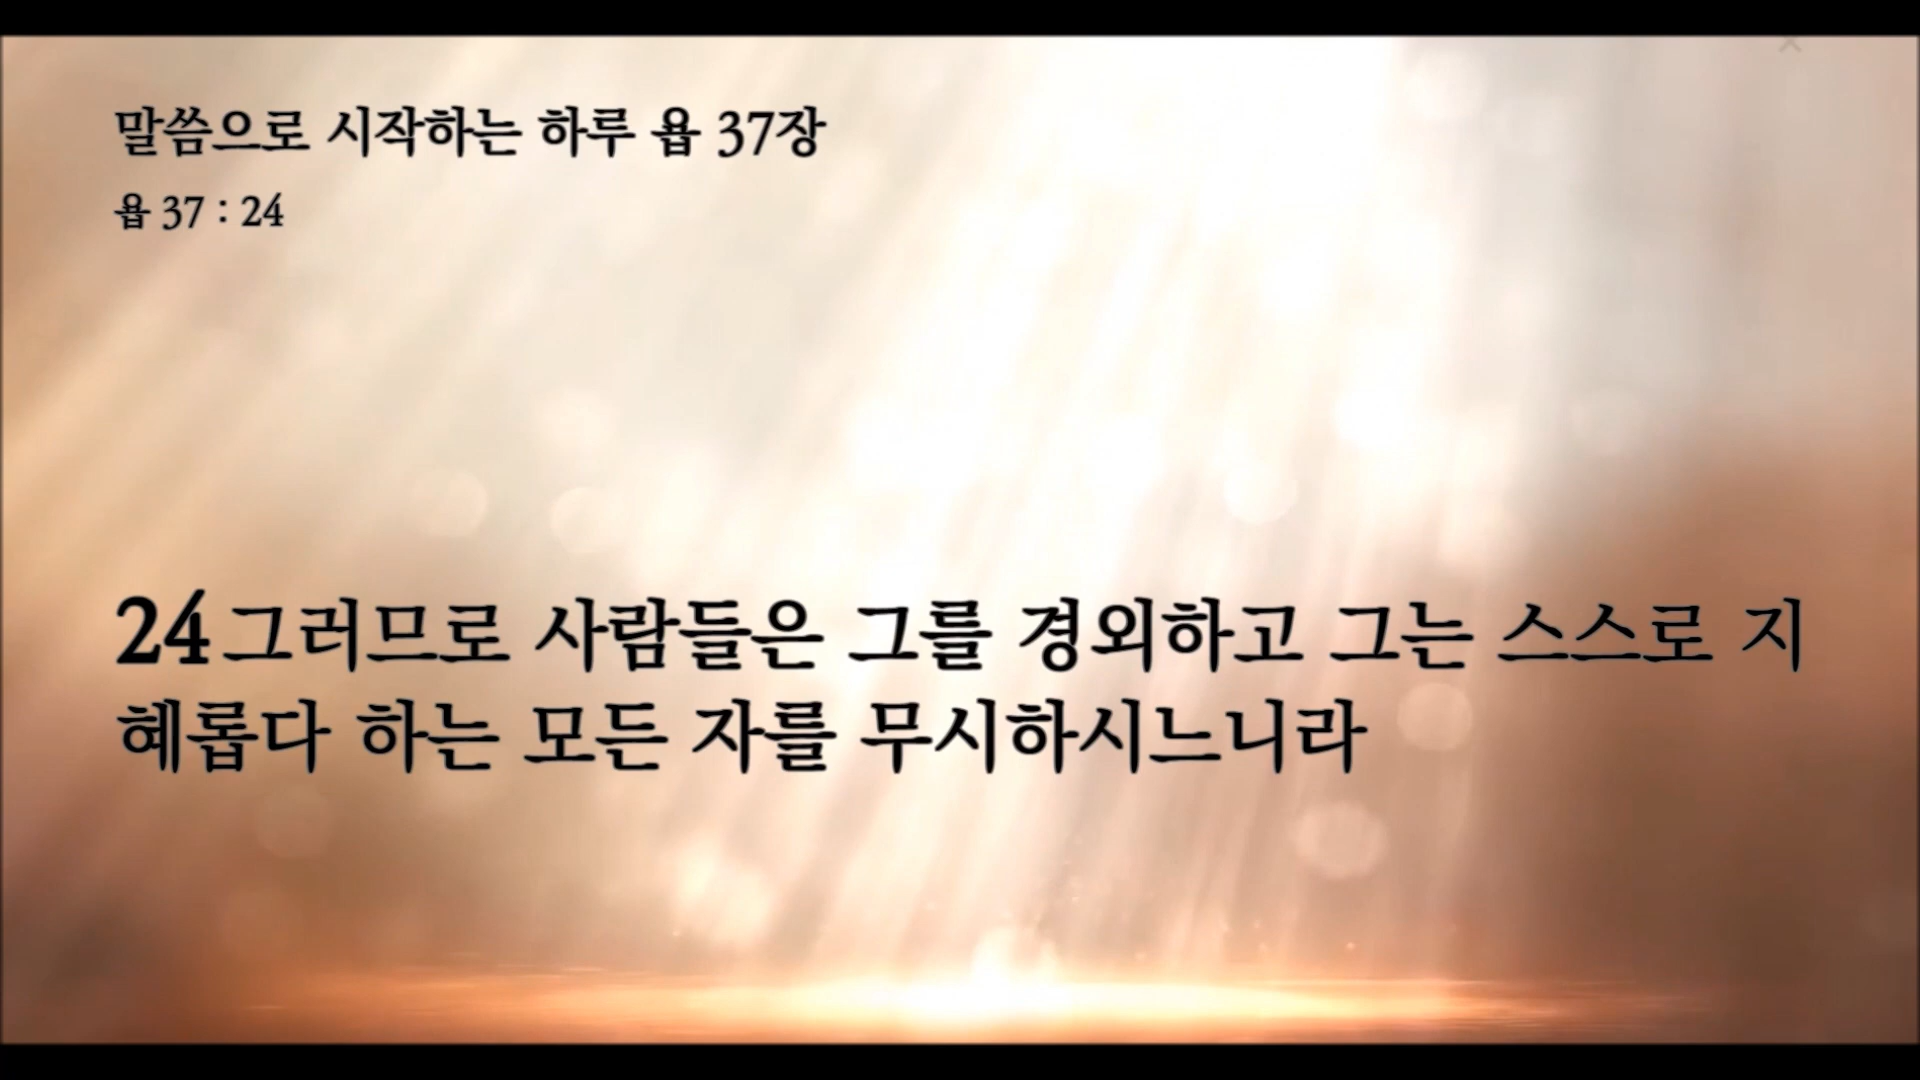 말씀으로 시작하는 하루 욥 37장
욥 37 : 24
24그러므로 사람들은 그를 경외하고 그는 스스로 지
혜롭다 하는 모든 자를 무시하시느니라